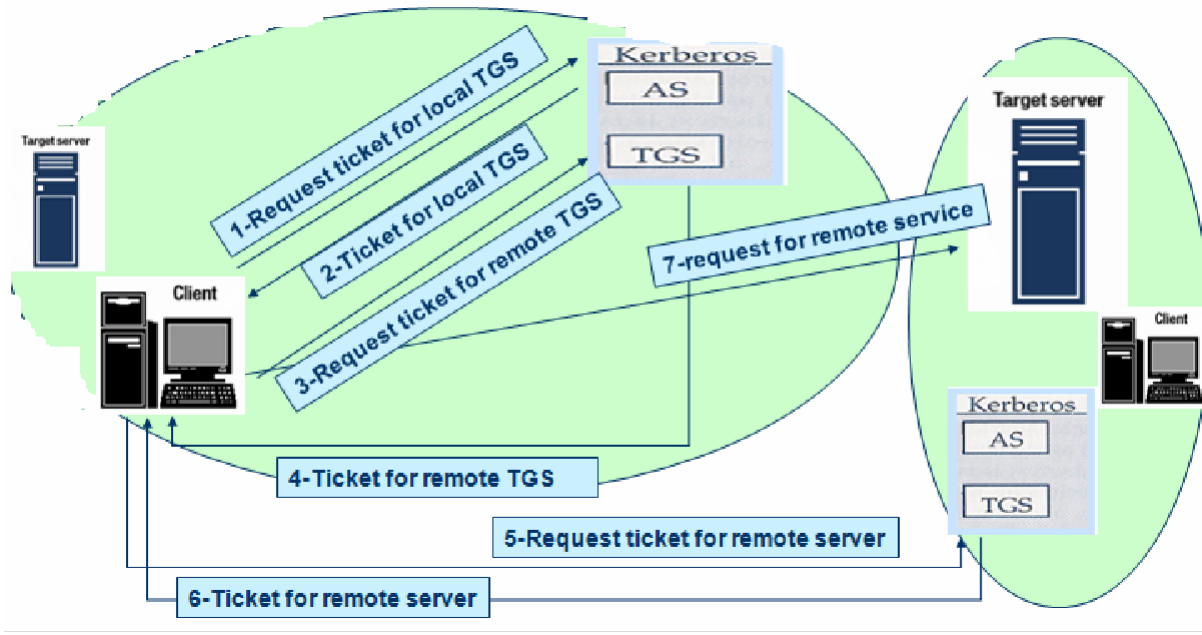 Kerberos
AS
TGS
1-Request ticket for local TGS
2-Ticket for local TGS
3-Request ticket for remote TGS
7-request for remote service
Target server
Client
Target server
Client
Kerberos
AS
TGS
4-Ticket for remote TGS
5-Request ticket for remote server
6-Ticket for remote server